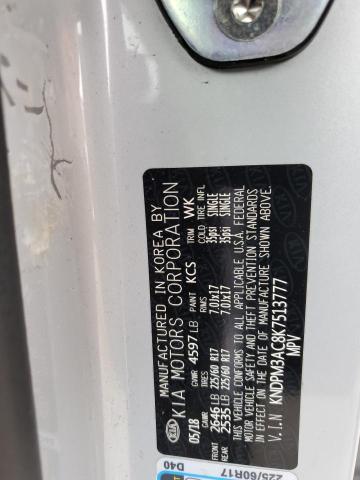 MANUFACTURED IN KOREA BY
KIA MOTORS CORPORATION
KIA
05/18 GVWR 4597 LB PAINT KCS TRIM WK
GAWR TIRES RIMS COLD TIRE INFL
FRONT 2646 LB 225/60 R17 7.0Jx17 35psi SINGLE
REAR 2535 LB 225/60 R17 7.0Jx17 35psi SINGLE
THIS VEHICLE CONFORMS TO ALL APPLICABLE U.S.A. FEDERAL
MOTOR VEHICLE SAFETY AND THEFT PREVENTION STANDARDS
IN EFFECT ON THE DATE OF MANUFACTURE SHOWN ABOVE.
V.I.N KNDPM3AC8K7513777
MPV
225/60R17
D40